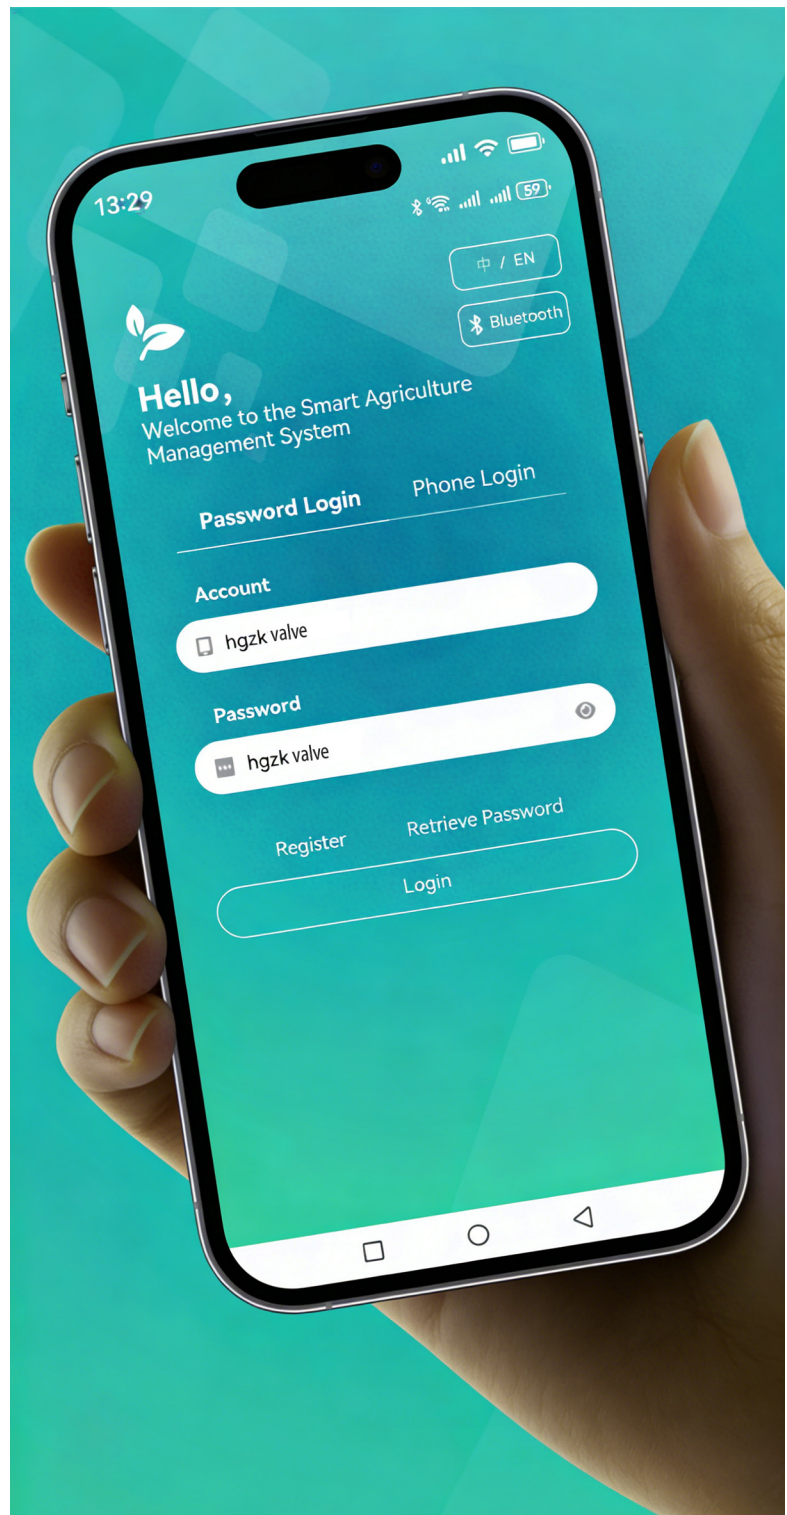 13:29
59
中 / EN
Bluetooth
Hello,
Welcome to the Smart Agriculture
Management System
Password Login
Phone Login
Account
hgzk valve
Password
hgzk valve
Register
Retrieve Password
Login